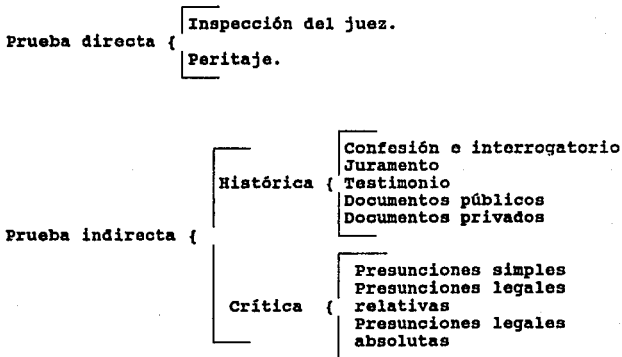 Inspección del juez.
Prueba directa {
Peritaje.
Confesión e interrogatorio
Juramento
Histórica { Testimonio
Documentos públicos
Documentos privados
Prueba indirecta {
Presunciones simples
Presunciones legales
Crítica { relativas
Presunciones legales
absolutas